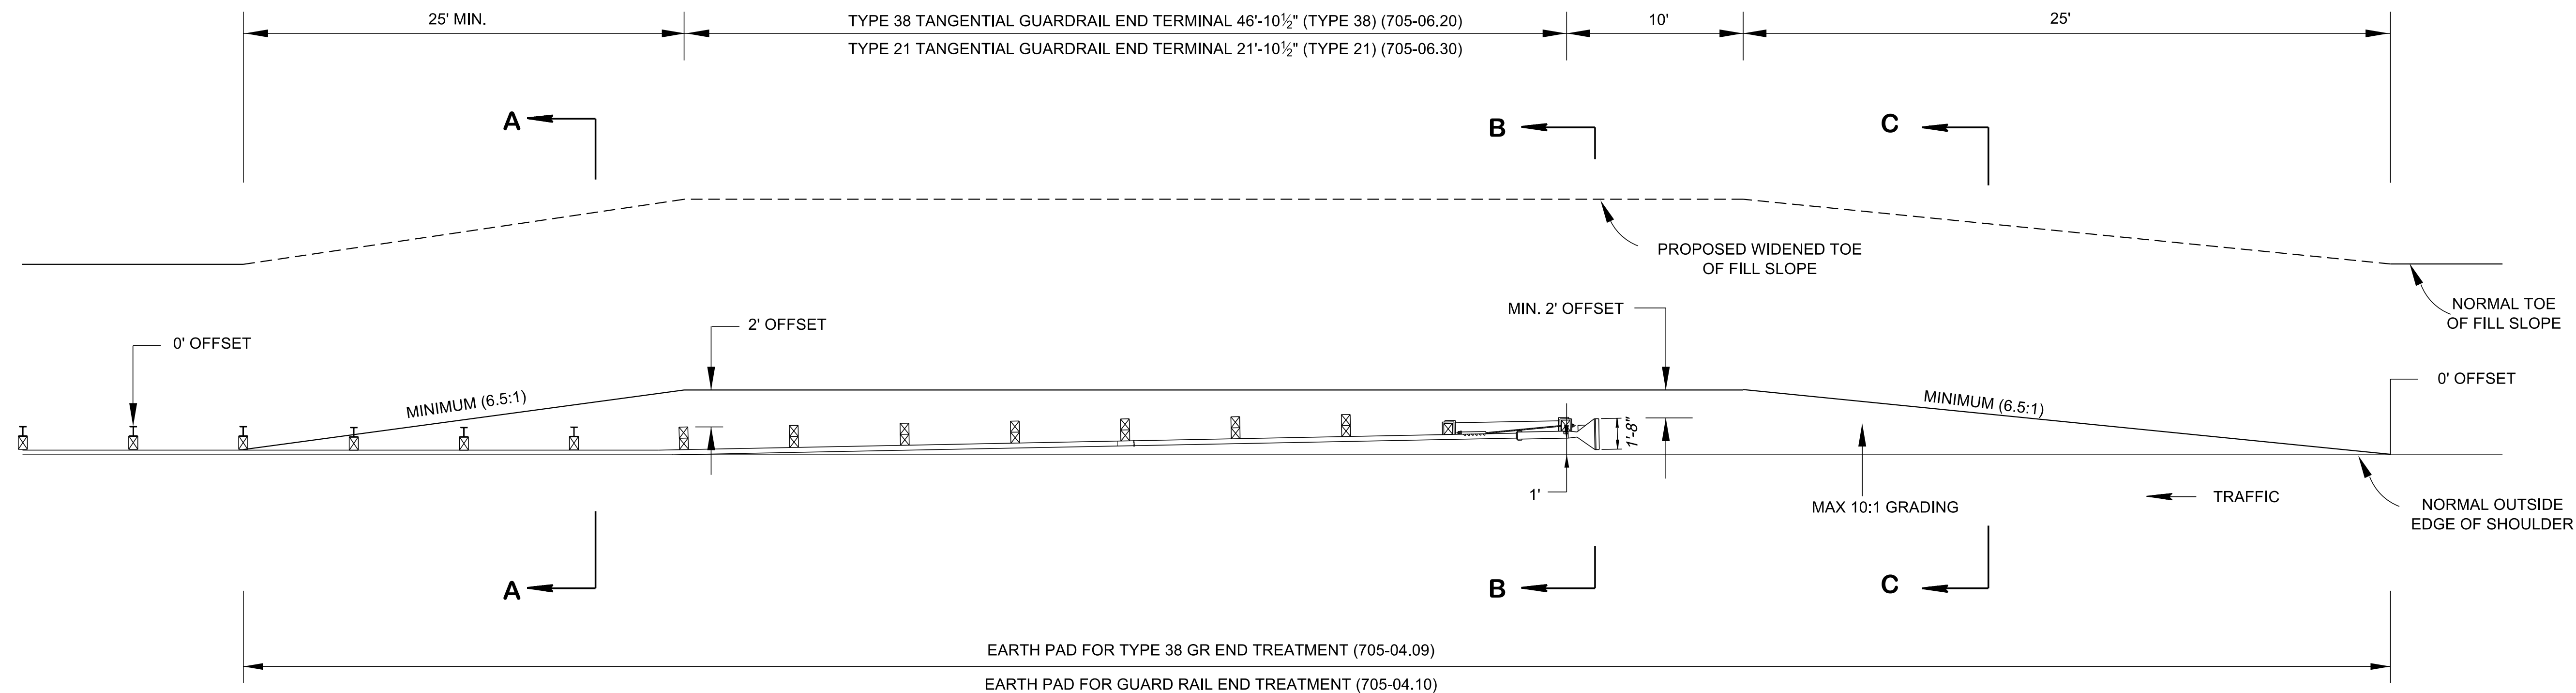 25' MIN.
TYPE 38 TANGENTIAL GUARDRAIL END TERMINAL 46'-10½" (TYPE 38) (705-06.20)
10'
25'
TYPE 21 TANGENTIAL GUARDRAIL END TERMINAL 21'-10½" (TYPE 21) (705-06.30)
A
B
C
PROPOSED WIDENED TOE
OF FILL SLOPE
NORMAL TOE
OF FILL SLOPE
MIN. 2' OFFSET
2' OFFSET
0' OFFSET
0' OFFSET
MINIMUM (6.5:1)
MINIMUM (6.5:1)
1'-8"
1'
MAX 10:1 GRADING
TRAFFIC
NORMAL OUTSIDE
EDGE OF SHOULDER
A
B
C
EARTH PAD FOR TYPE 38 GR END TREATMENT (705-04.09)
EARTH PAD FOR GUARD RAIL END TREATMENT (705-04.10)